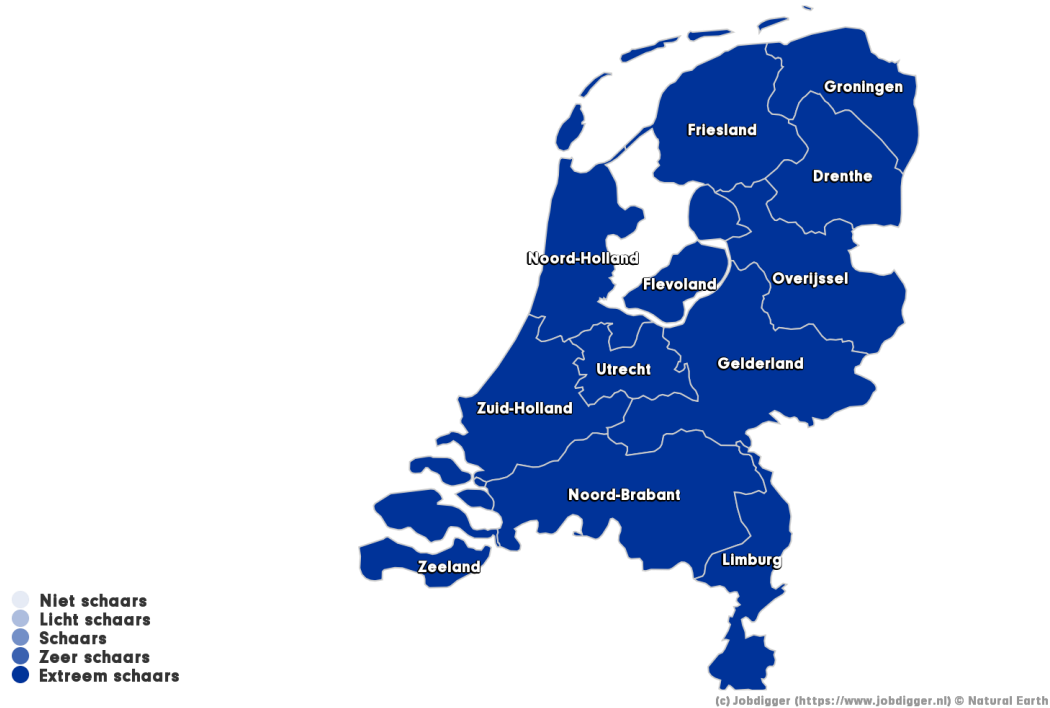 Groningen
Friesland
Drenthe
Noord-Holland
Overijssel
Flevoland
Gelderland
Utrecht
Zuid-Holland
Noord-Brabant
Limburg
Zeeland
Niet schaars
Licht schaars
Schaars
Zeer schaars
Extreem schaars
(c) Jobdigger (https://www.jobdigger.nl) © Natural Earth